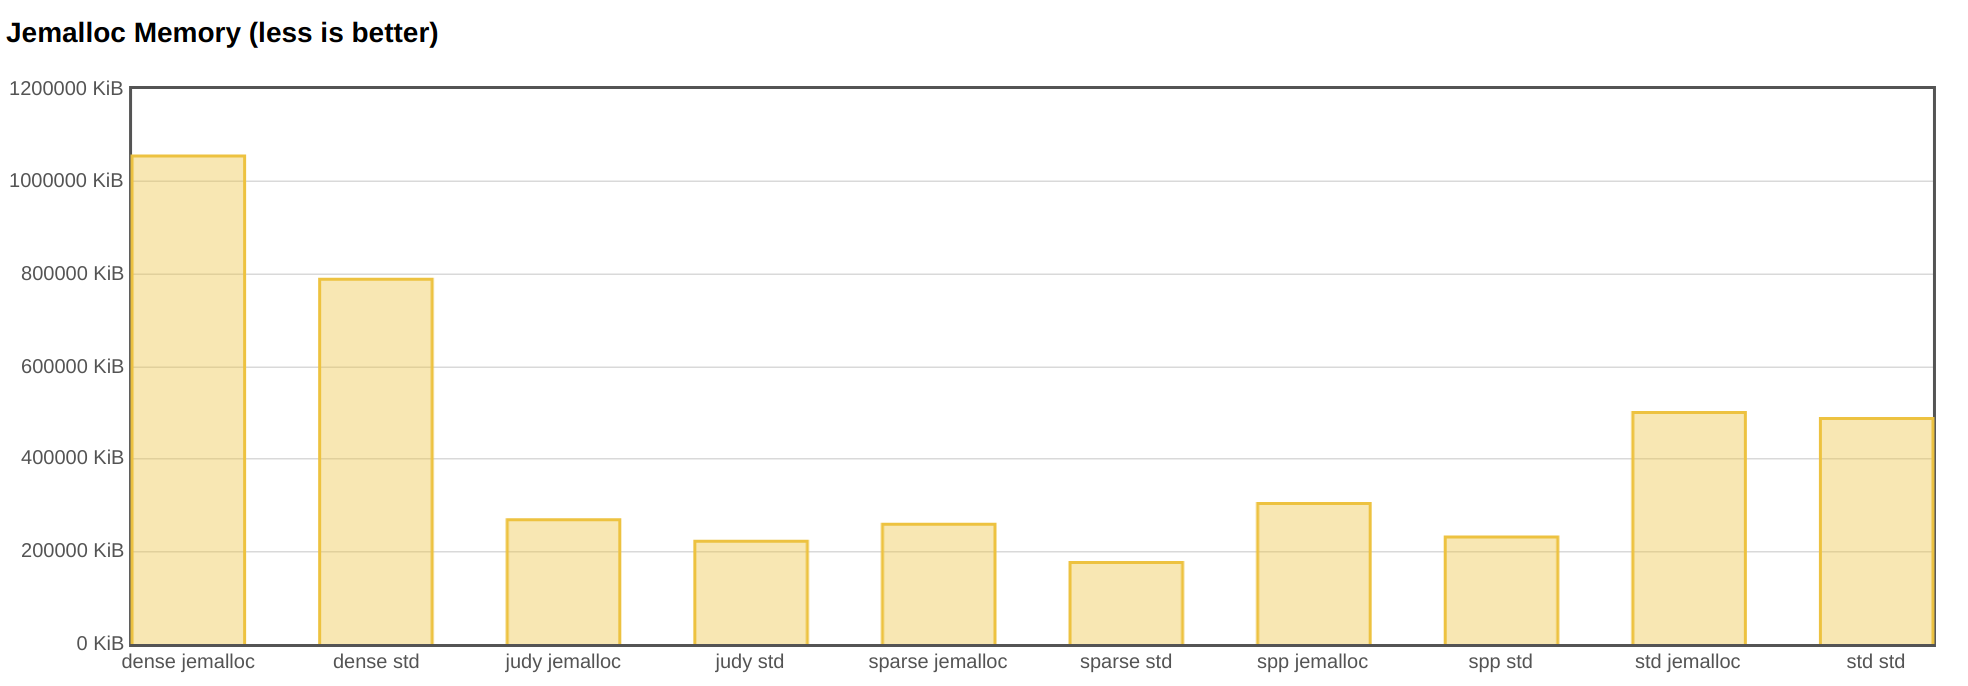 Jemalloc Memory (less is better)
1200000 KiB
1000000 KiB
800000 KiB
600000 KiB
400000 KiB
200000 KiB
0 KiB
dense jemalloc dense std judy jemalloc judy std sparse jemalloc sparse std spp jemalloc spp std std jemalloc std std